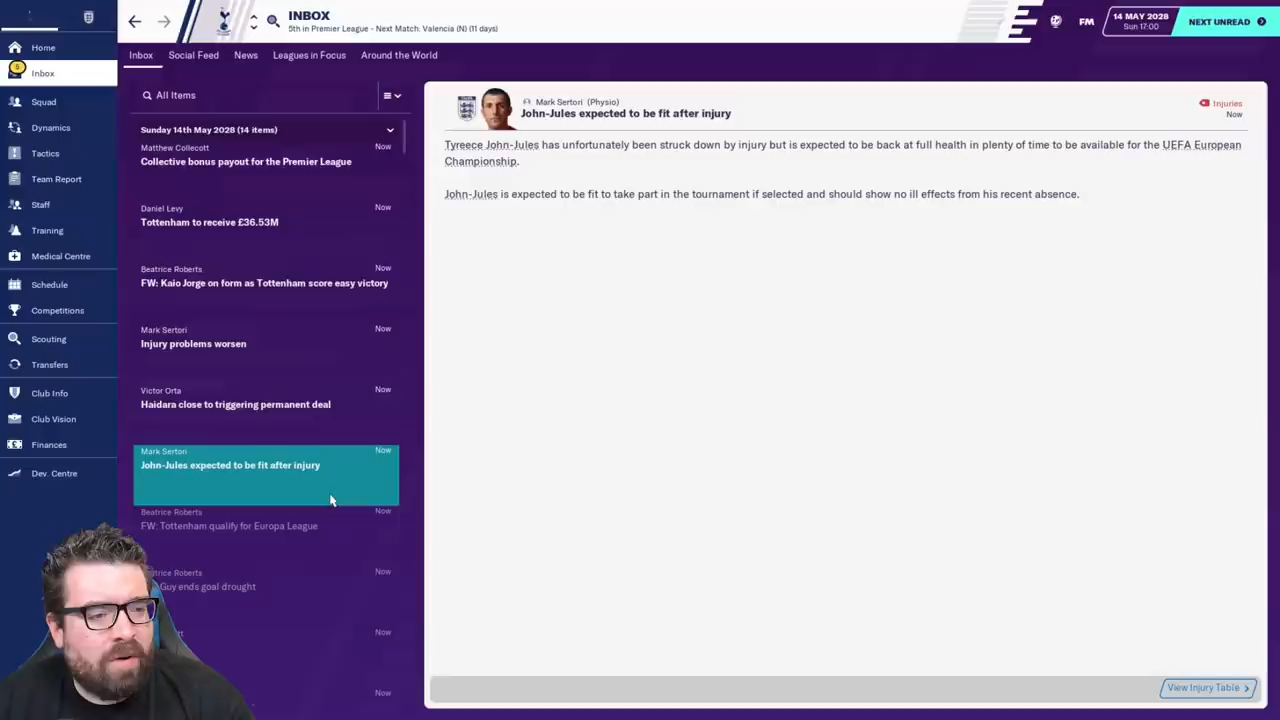 INBOX
5th in Premier League - Next Match: Valencia (N) (11 days)
FM
14 MAY 2028
Sun 17:00
NEXT UNREAD
Home
5
Inbox
Squad
Dynamics
Tactics
Team Report
Staff
Training
Medical Centre
Schedule
Competitions
Scouting
Transfers
Club Info
Club Vision
Finances
Dev. Centre
Inbox
Social Feed
News
Leagues in Focus
Around the World
All Items
Sunday 14th May 2028 (14 items)
Matthew Collecott
Now
Collective bonus payout for the Premier League
Daniel Levy
Now
Tottenham to receive £36.53M
Beatrice Roberts
Now
FW: Kaio Jorge on form as Tottenham score easy victory
Mark Sertori
Now
Injury problems worsen
Victor Orta
Now
Haidara close to triggering permanent deal
Mark Sertori
Now
John-Jules expected to be fit after injury
Beatrice Roberts
Now
FW: Tottenham qualify for Europa League
Roberts
Now
Guy ends goal drought
Now
Now
Mark Sertori (Physio)
John-Jules expected to be fit after injury
Injuries
Now
Tyreece John-Jules has unfortunately been struck down by injury but is expected to be back at full health in plenty of time to be available for the UEFA European
Championship.
John-Jules is expected to be fit to take part in the tournament if selected and should show no ill effects from his recent absence.
View Injury Table